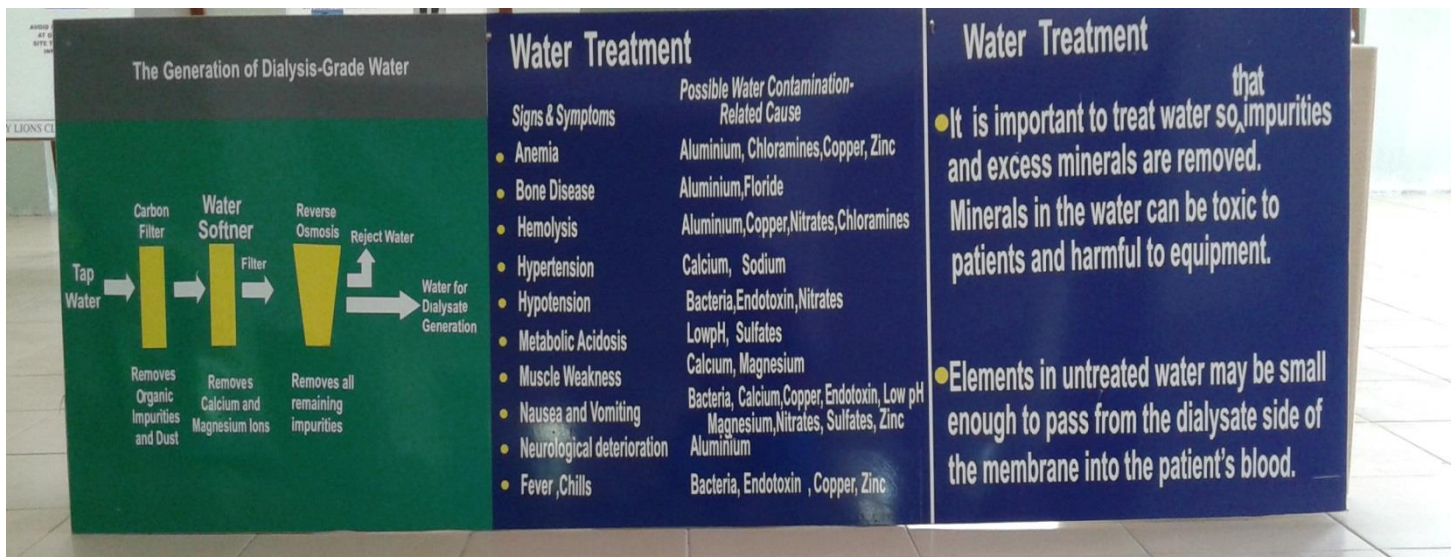 AVOID
AT
SITE T
Y LIONS CL
The Generation of Dialysis-Grade Water
Carbon
Filter
Water
Softner
Reverse
Osmosis
Reject Water
Filter
Tap
Water
Water for
Dialysate
Generation
Removes
Organic
Impurities
and Dust
Removes
Calcium and
Magnesium Ions
Removes all
remaining
impurities
Water Treatment
Signs & Symptoms
Possible Water Contamination-
Related Cause
Anemia Aluminium, Chloramines,Copper, Zinc
Bone Disease Aluminium,Floride
Hemolysis Aluminium,Copper,Nitrates,Chloramines
Hypertension Calcium, Sodium
Hypotension Bacteria,Endotoxin,Nitrates
Metabolic Acidosis LowpH, Sulfates
Muscle Weakness Calcium, Magnesium
Nausea and Vomiting Bacteria, Calcium,Copper, Endotoxin, Low pH
Magnesium,Nitrates, Sulfates, Zinc
Neurological deterioration Aluminium
Fever ,Chills Bacteria, Endotoxin , Copper, Zinc
Water Treatment
that
It is important to treat water so impurities
and excess minerals are removed.
Minerals in the water can be toxic to
patients and harmful to equipment.
Elements in untreated water may be small
enough to pass from the dialysate side of
the membrane into the patient's blood.